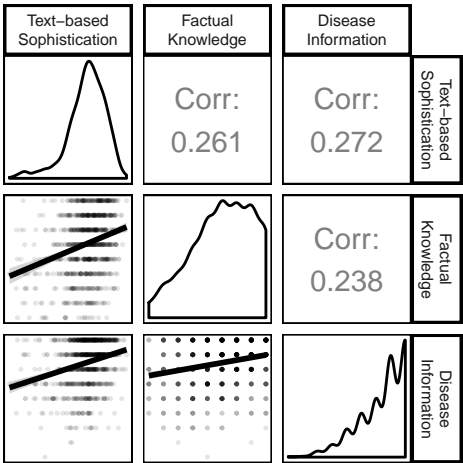 Text−based
Sophistication
Factual
Knowledge
Disease
Information
Corr:
0.261
Corr:
0.272
Text−based
Sophistication
Corr:
0.238
Factual
Knowledge
Disease
Information